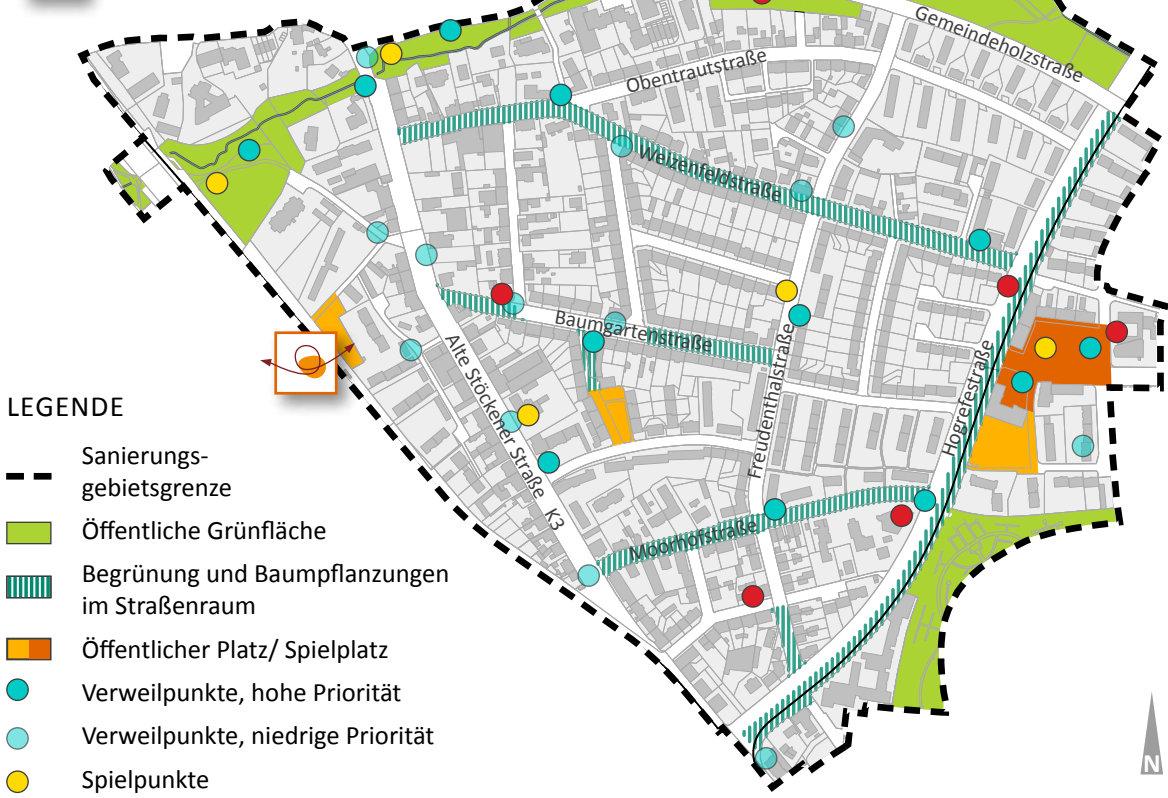 Gemeindeholzstraße
Obentrautstraße
Weizenfeldstraße
Baumgartenstraße
Alte Stöckener Straße K3
Freudenthalstraße
Hogrefestraße
Moorhofstraße
LEGENDE
Sanierungs-
gebietsgrenze
Öffentliche Grünfläche
Begrünung und Baumpflanzungen
im Straßenraum
Öffentlicher Platz/ Spielplatz
Verweilpunkte, hohe Priorität
Verweilpunkte, niedrige Priorität
Spielpunkte
N